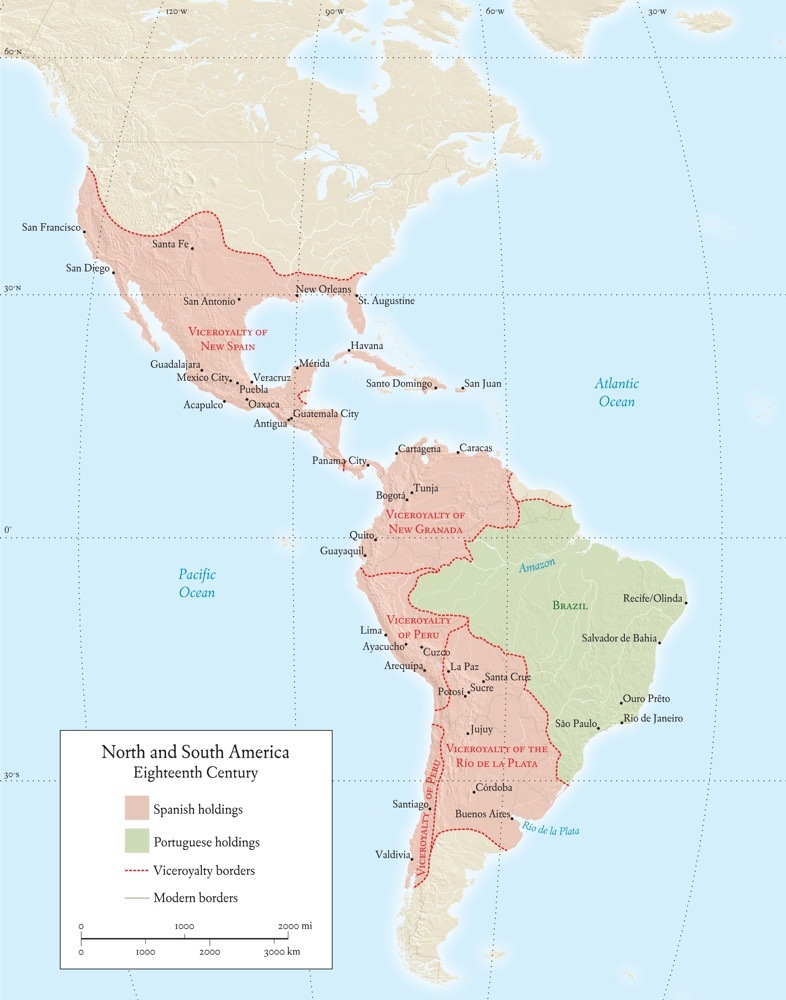 120°W
90°W
60°W
30°W
60°N
San Francisco
Santa Fe
San Diego
30°N
New Orleans
San Antonio
St. Augustine
Viceroyalty of
New Spain
Havana
Guadalajara
Mérida
Mexico City
Veracruz
Puebla
Santo Domingo
San Juan
Atlantic
Ocean
Acapulco
Oaxaca
Guatemala City
Antigua
Panama City
Cartagena
Caracas
Tunja
Bogotá
Viceroyalty of
New Granada
0°
Quito
Guayaquil
Amazon
Pacific
Ocean
Brazil
Recife/Olinda
Viceroyalty
of Peru
Lima
Ayacucho
Cuzco
Salvador de Bahia
Arequipa
La Paz
Santa Cruz
Potosí
Sucre
Ouro Prêto
São Paulo
Rio de Janeiro
Jujuy
Viceroyalty of the
Río de la Plata
Viceroyalty of Peru
30°S
Córdoba
Santiago
Buenos Aires
Río de la Plata
Valdivia
North and South America
Eighteenth Century
Spanish holdings
Portuguese holdings
Viceroyalty borders
Modern borders
0 1000 2000 mi
0 1000 2000 3000 km